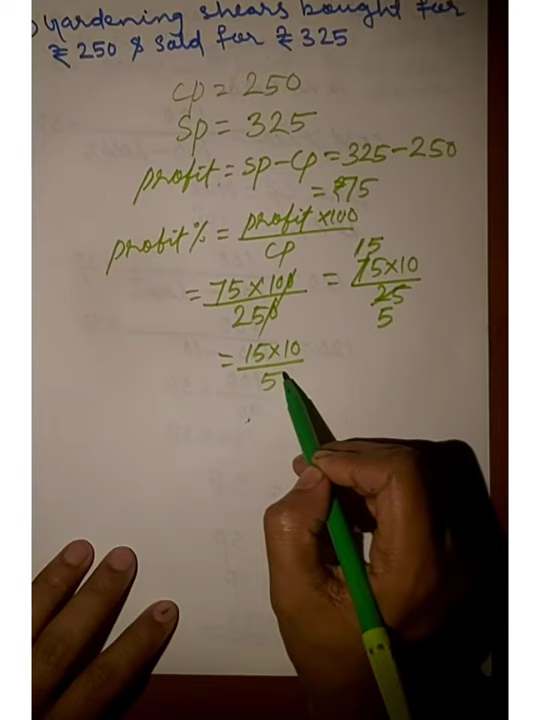 Gardening shears bought for
₹ 250 & sold for ₹ 325
CP = 250
SP = 325
profit = SP - CP = 325 - 250
= ₹75
profit % = profit × 100
CP
= 75 × 100 = 75 × 10
250 25
15
5
= 15 × 10
5